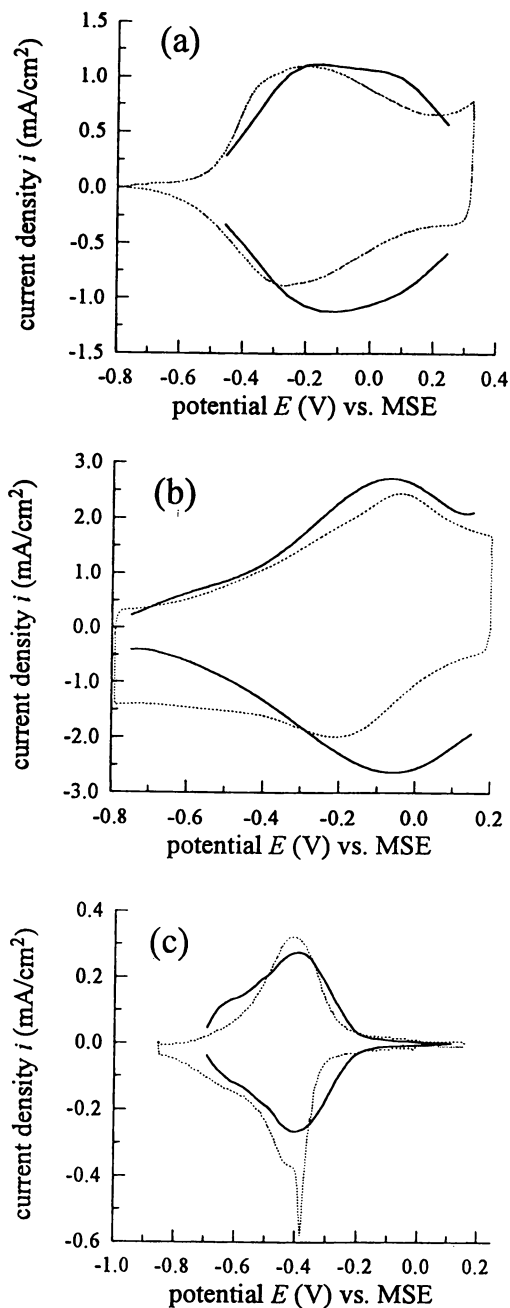 (a)
1.5
1.0
0.5
0.0
-0.5
-1.0
-1.5
current density i (mA/cm²)
-0.8 -0.6 -0.4 -0.2 0.0 0.2 0.4
potential E (V) vs. MSE
(b)
3.0
2.0
1.0
0.0
-1.0
-2.0
-3.0
current density i (mA/cm²)
-0.8 -0.6 -0.4 -0.2 0.0 0.2
potential E (V) vs. MSE
(c)
0.4
0.2
0.0
-0.2
-0.4
-0.6
current density i (mA/cm²)
-1.0 -0.8 -0.6 -0.4 -0.2 0.0 0.2
potential E (V) vs. MSE